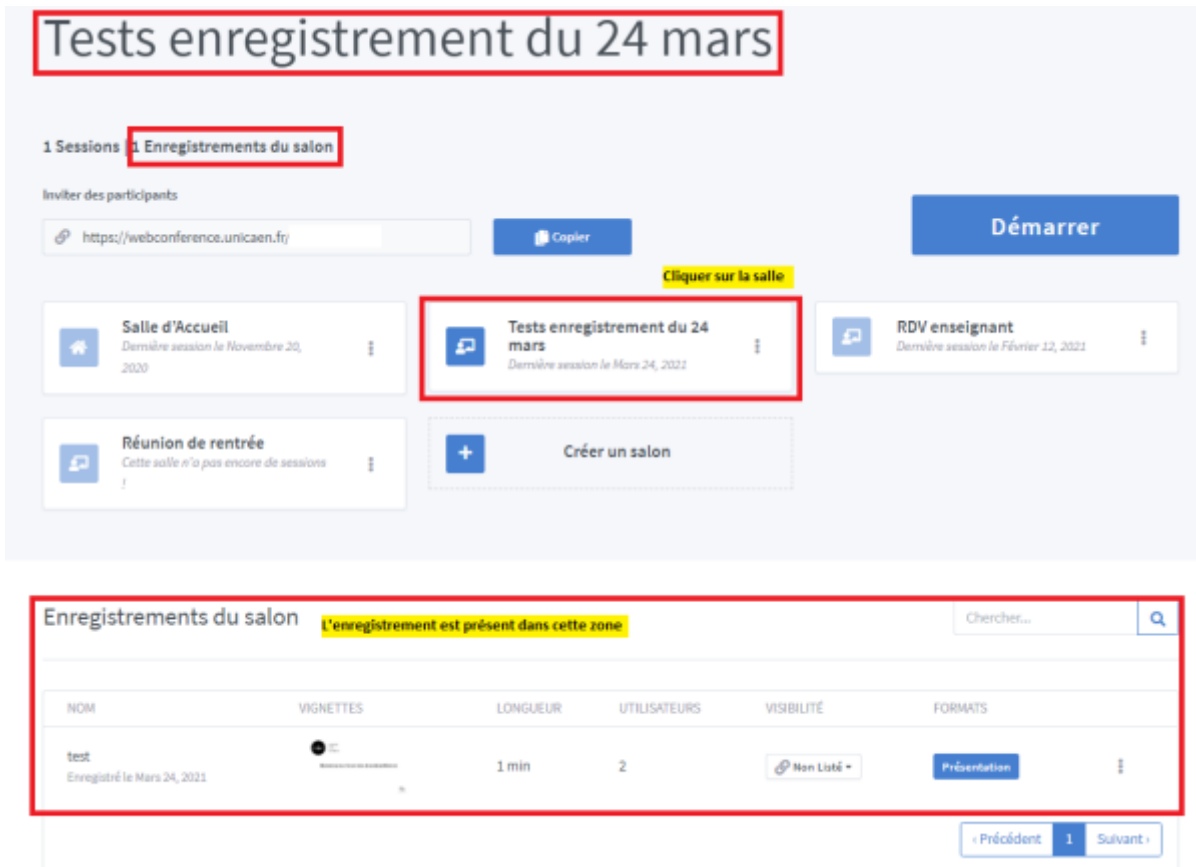 Tests enregistrement du 24 mars
1 Sessions | 1 Enregistrements du salon
Inviter des participants
https://webconference.unicaen.fr/
Copier
Démarrer
Cliquer sur la salle
Salle d'Accueil
Dernière session le Novembre 20,
2020
Tests enregistrement du 24
mars
Dernière session le Mars 24, 2021
RDV enseignant
Dernière session le Février 12, 2021
Réunion de rentrée
Cette salle n'a pas encore de sessions
!
Créer un salon
Enregistrements du salon
L'enregistrement est présent dans cette zone
Chercher...
NOM VIGNETTES LONGUEUR UTILISATEURS VISIBILITÉ FORMATS
test
Enregistré le Mars 24, 2021
1 min
2
Non Listé
Présentation
‹ Précédent 1 Suivant ›